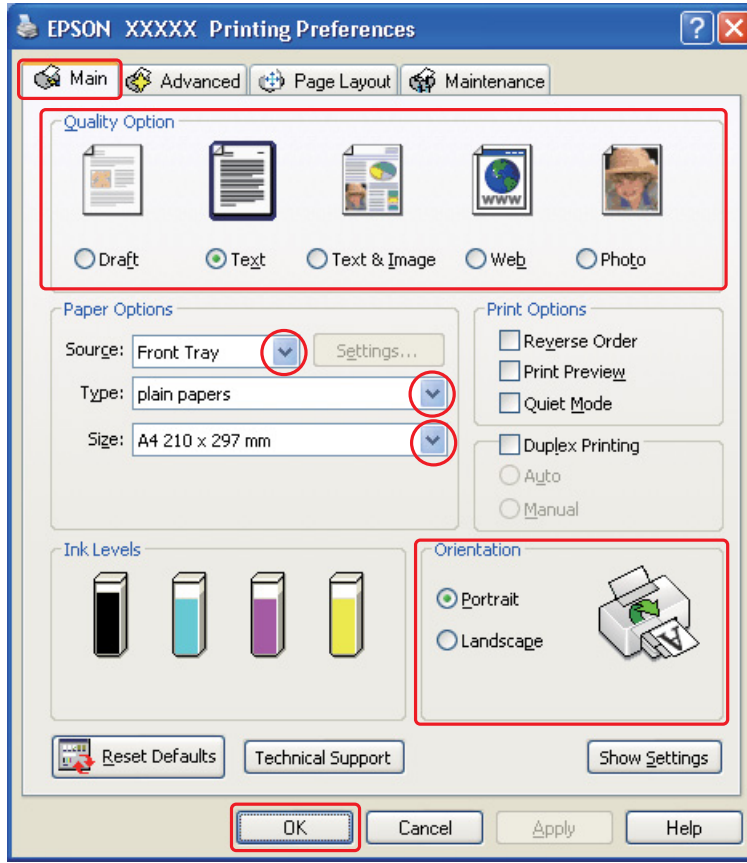 EPSON XXXXX Printing Preferences
Main Advanced Page Layout Maintenance
Quality Option
WWW
Draft Text Text & Image Web Photo
Paper Options
Source: Front Tray Settings...
Type: plain papers
Size: A4 210 x 297 mm
Print Options
Reverse Order
Print Preview
Quiet Mode
Duplex Printing
Auto
Manual
Ink Levels
Orientation
Portrait
Landscape
A
Reset Defaults Technical Support Show Settings
OK Cancel Apply Help